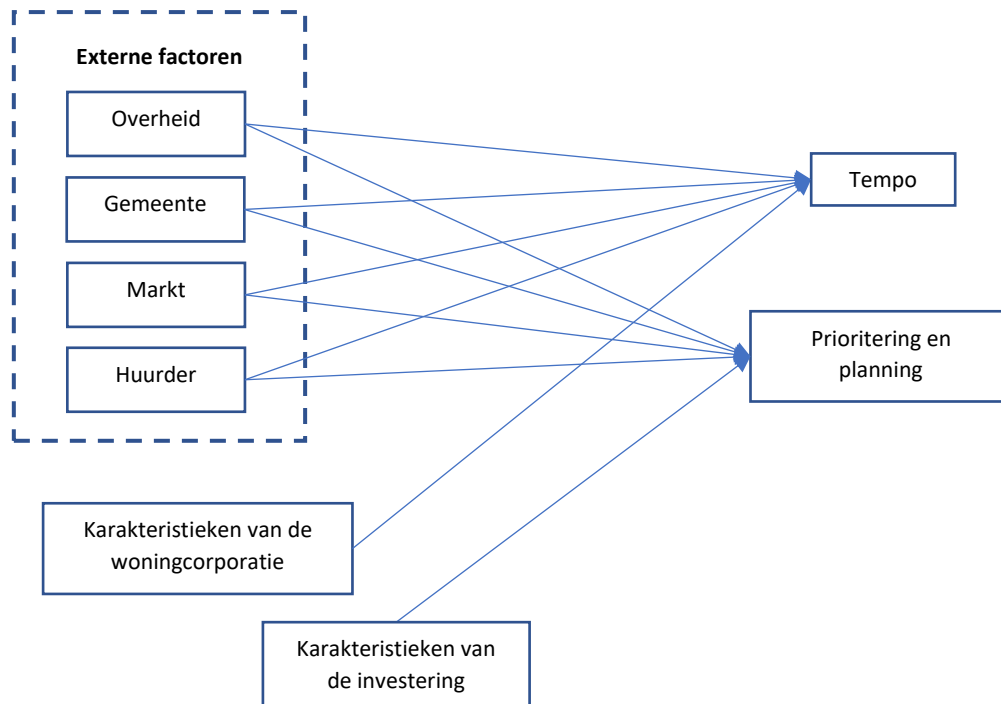 Externe factoren
Overheid
Gemeente
Markt
Huurder
Tempo
Prioritering en
planning
Karakteristieken van de
woningcorporatie
Karakteristieken van
de investering